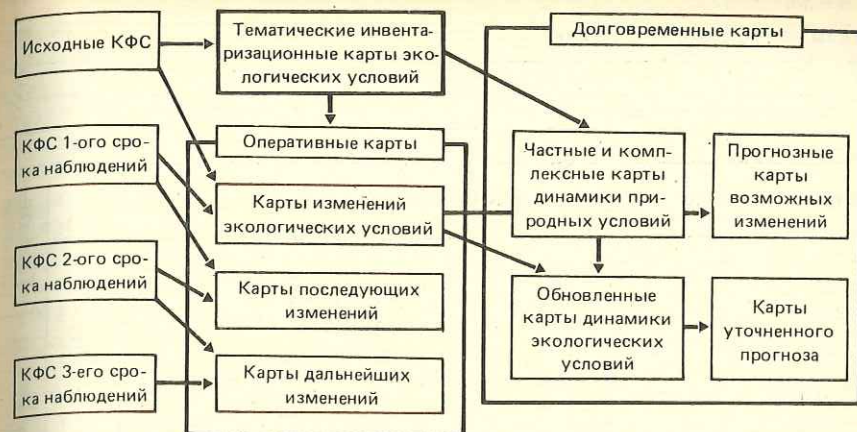 Исходные КФС
Тематические инвента-
ризационные карты эко-
логических условий
Долговременные карты
КФС 1-ого сро-
ка наблюдений
Оперативные карты
Карты изменений
экологических условий
Частные и комп-
лексные карты
динамики при-
родных условий
Прогнозные
карты
возможных
изменений
КФС 2-ого сро-
ка наблюдений
Карты последующих
изменений
Обновленные
карты динамики
экологических
условий
Карты
уточненного
прогноза
КФС 3-его сро-
ка наблюдений
Карты дальнейших
изменений